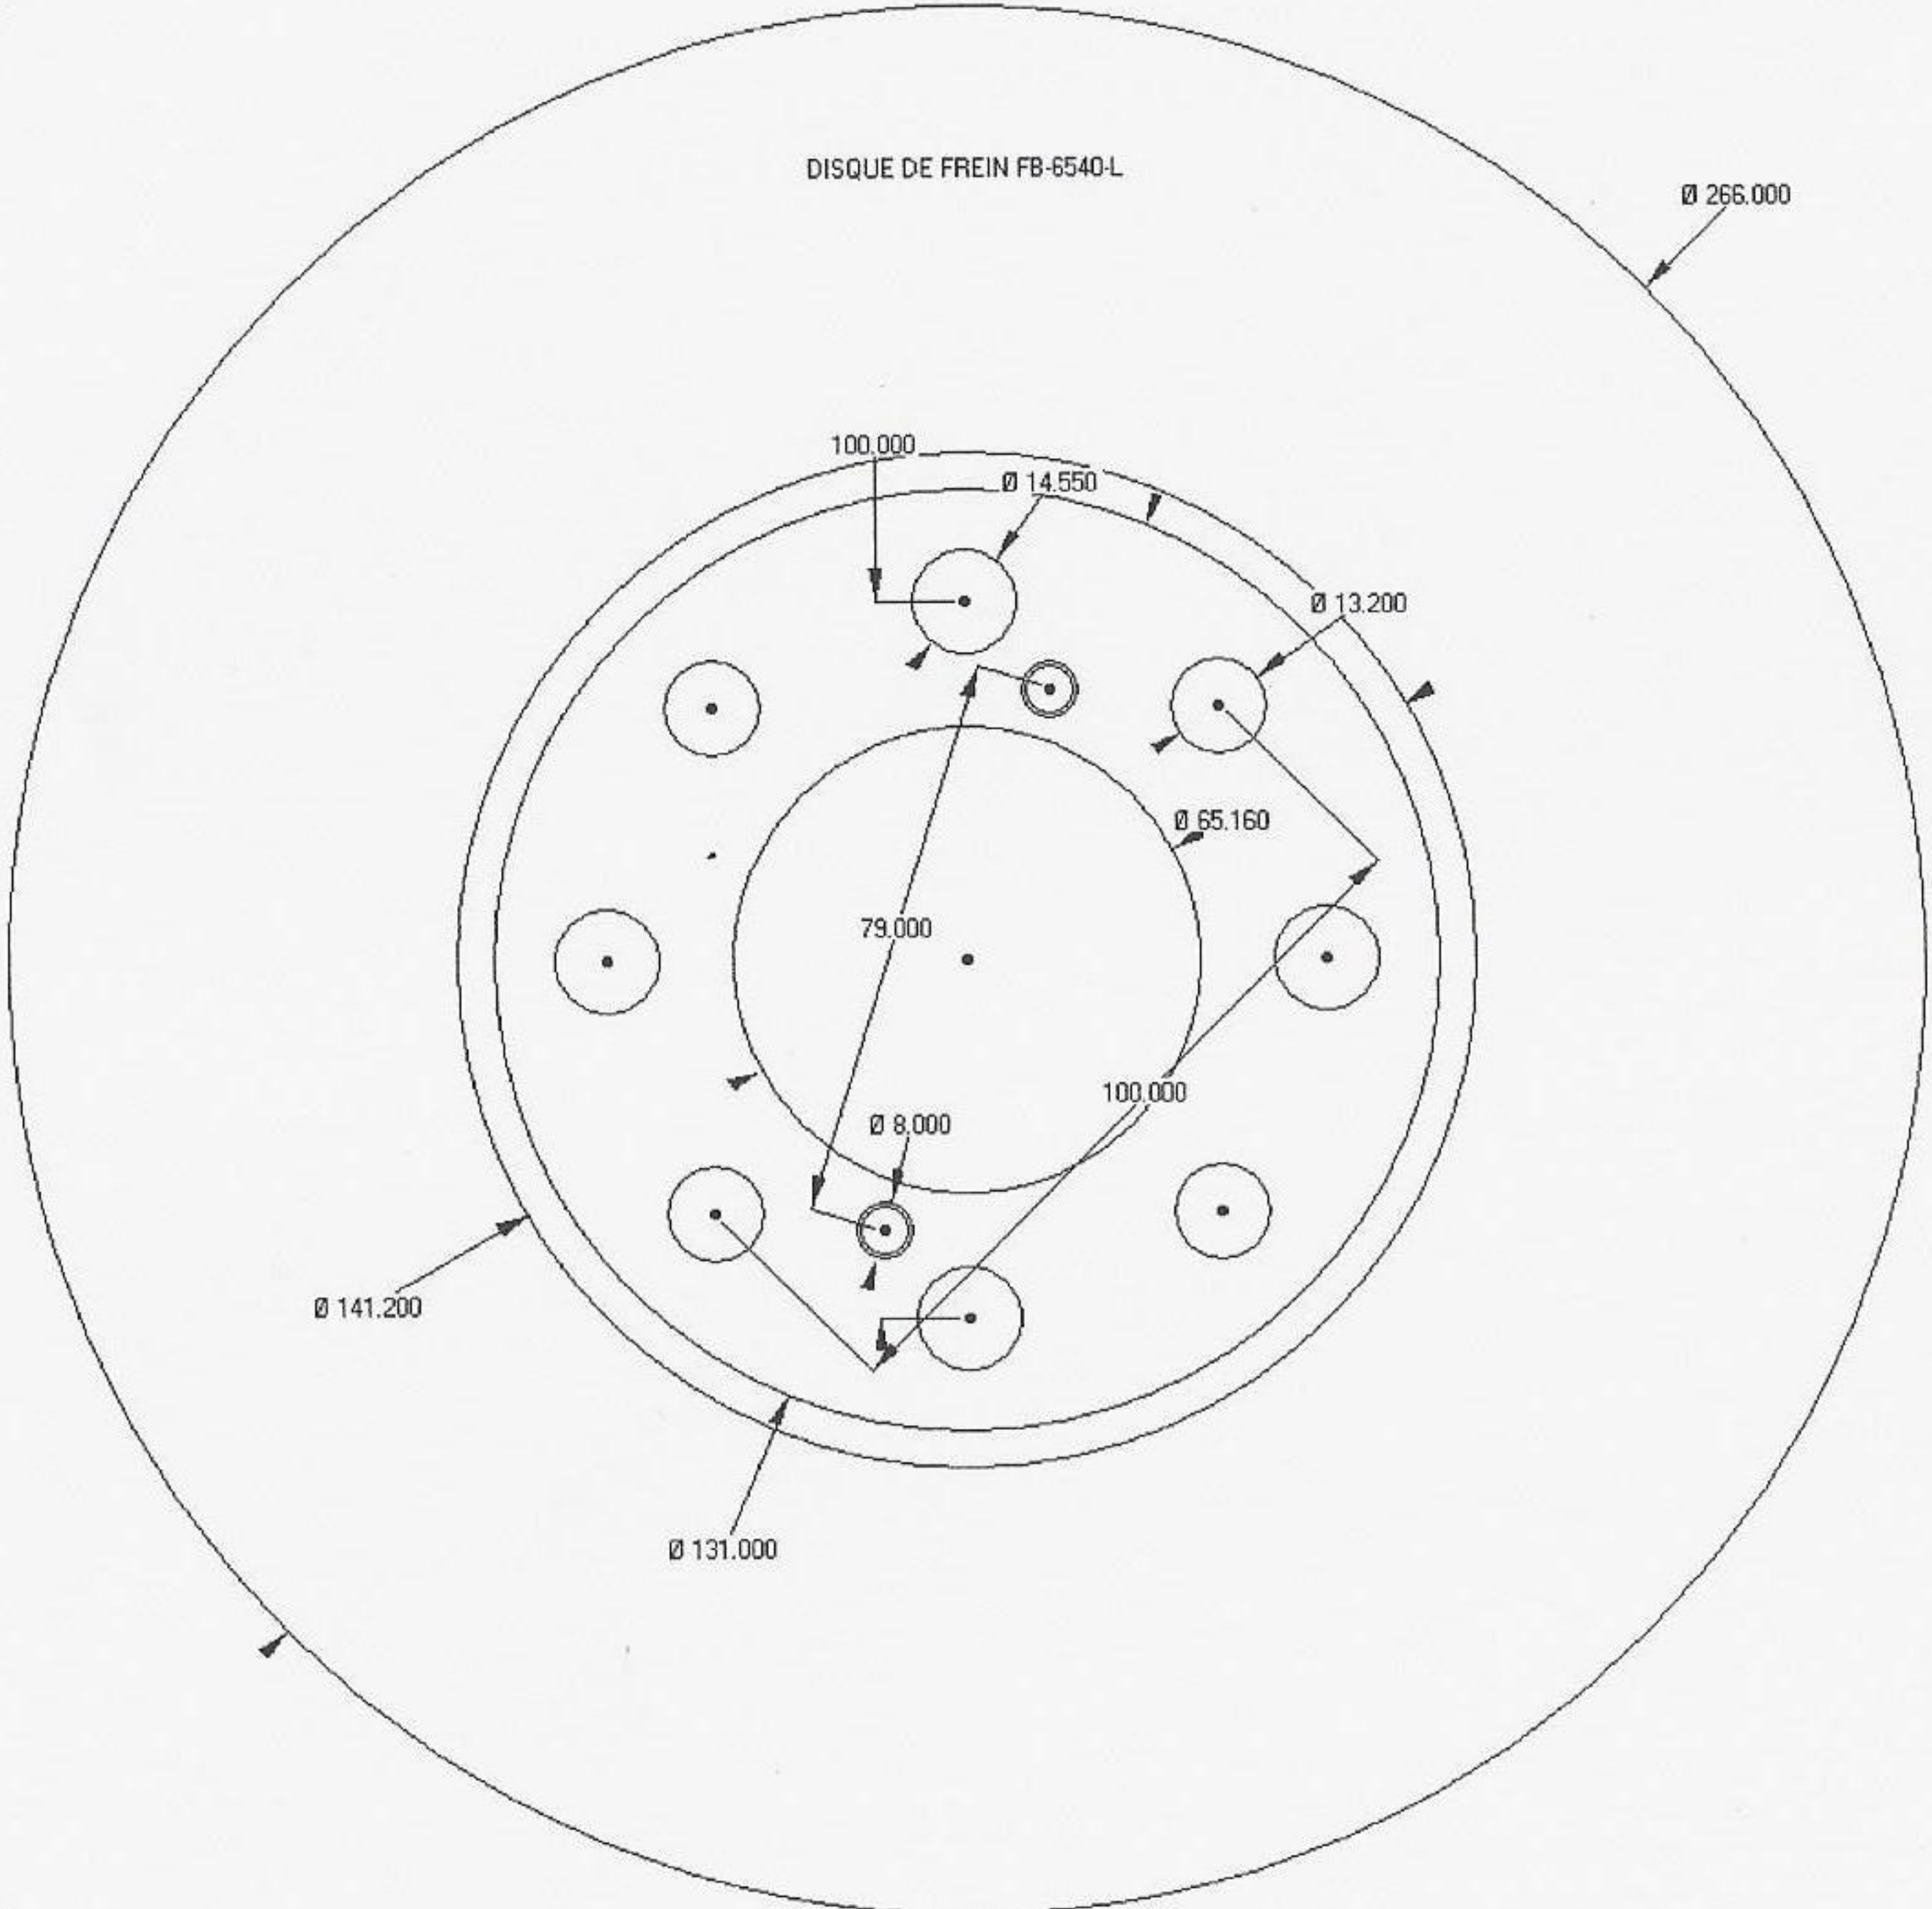 DISQUE DE FREIN FB-6540-L
Ø 266.000
100.000
Ø 14.550
Ø 13.200
Ø 65.160
79.000
100.000
Ø 8.000
Ø 141.200
Ø 131.000